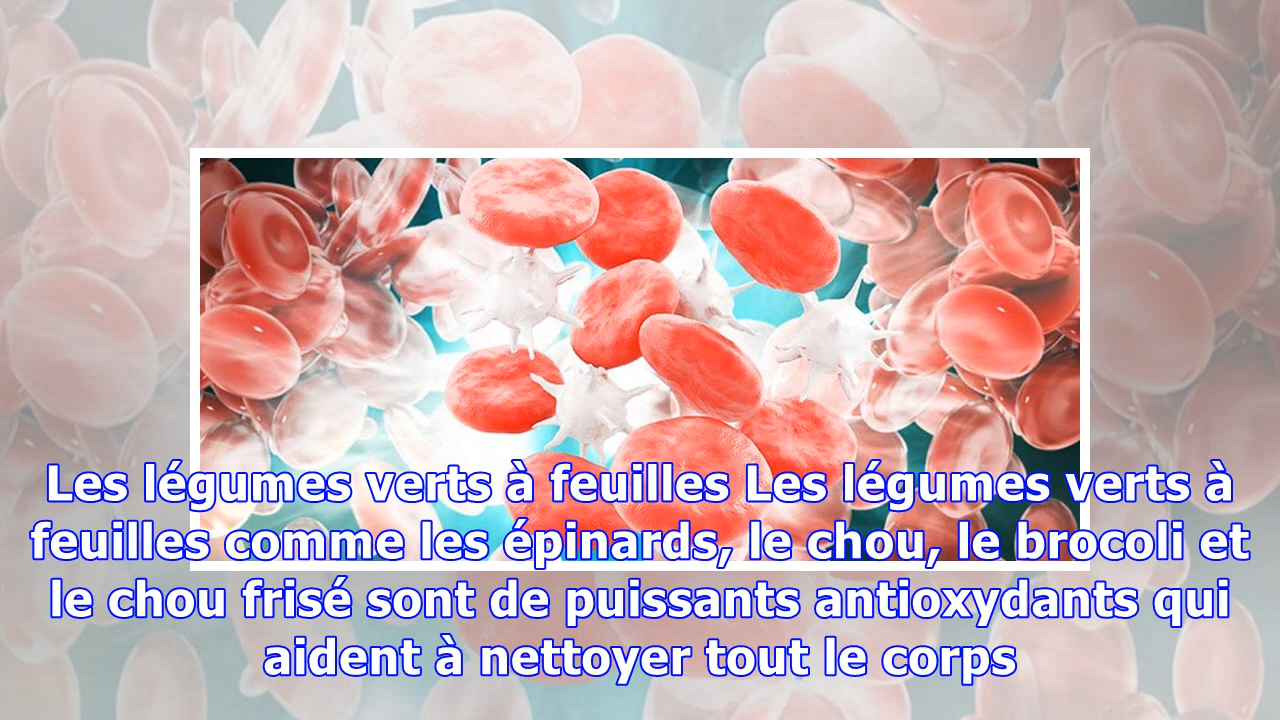 Les légumes verts à feuilles Les légumes verts à
feuilles comme les épinards, le chou, le brocoli et
le chou frisé sont de puissants antioxydants qui
aident à nettoyer tout le corps